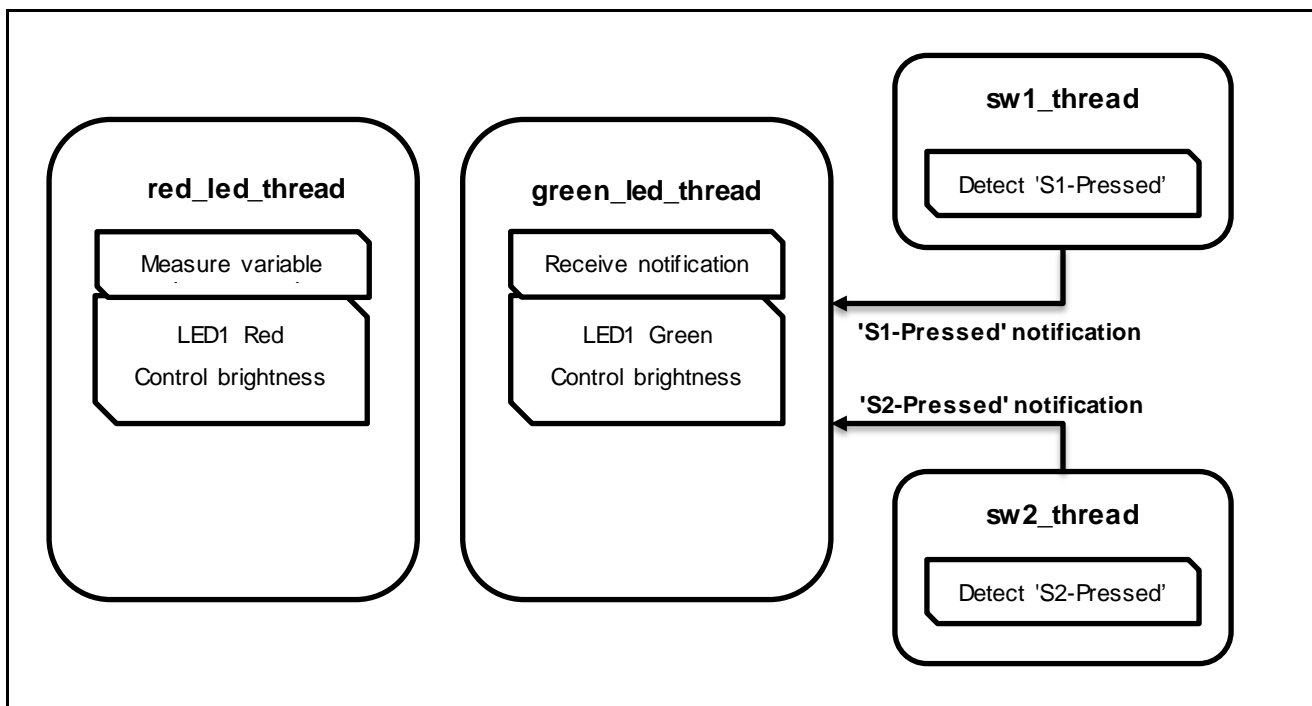 red_led_thread
Measure variable
LED1 Red
Control brightness
green_led_thread
Receive notification
LED1 Green
Control brightness
sw1_thread
Detect 'S1-Pressed’
'S1-Pressed' notification
'S2-Pressed' notification
sw2_thread
Detect 'S2-Pressed’